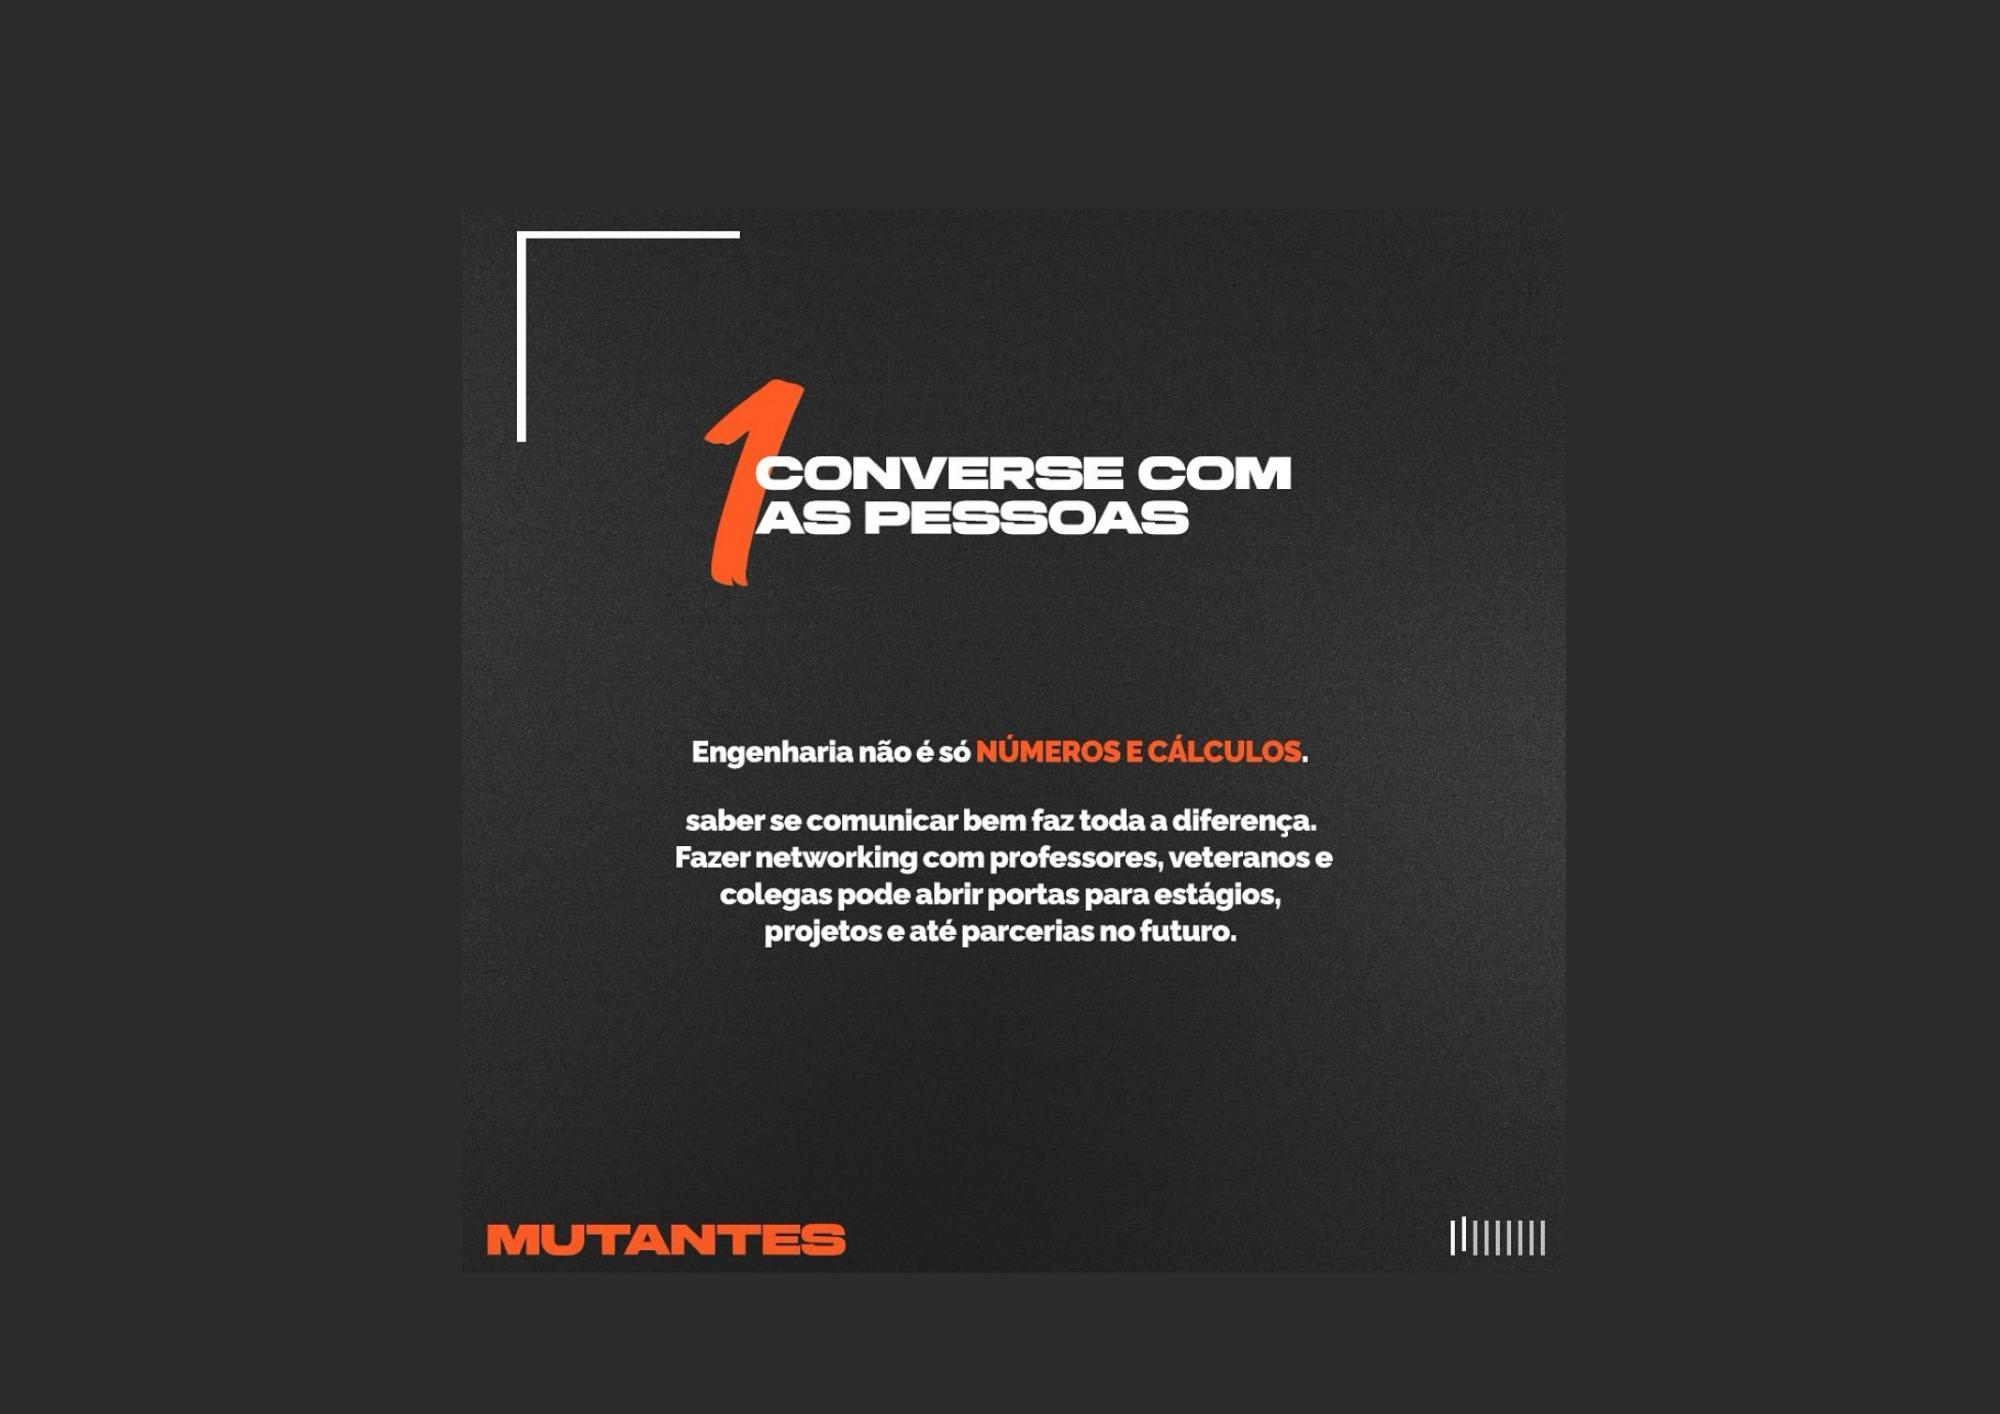 1
CONVERSE COM
AS PESSOAS
Engenharia não é só NÚMEROS E CÁLCULOS.
saber se comunicar bem faz toda a diferença.
Fazer networking com professores, veteranos e
colegas pode abrir portas para estágios,
projetos e até parcerias no futuro.
MUTANTES